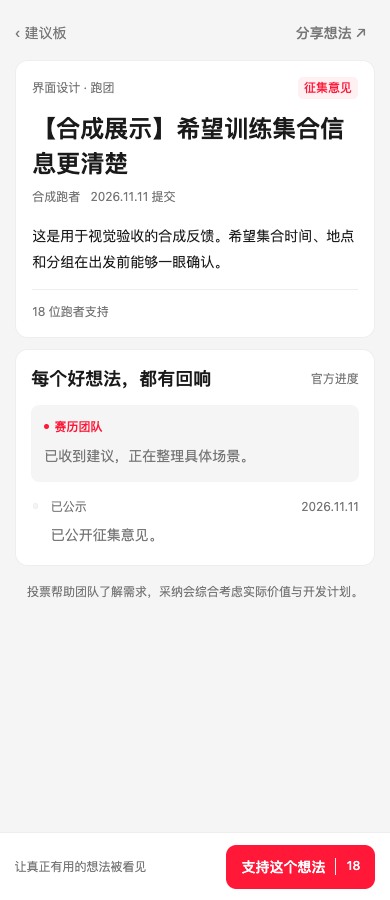 ‹ 建议板
分享想法 ↗
界面设计 · 跑团
征集意见
【合成展示】希望训练集合信
息更清楚
合成跑者 2026.11.11 提交
这是用于视觉验收的合成反馈。希望集合时间、地点
和分组在出发前能够一眼确认。
18 位跑者支持
每个好想法，都有回响
官方进度
赛历团队
已收到建议，正在整理具体场景。
已公示
2026.11.11
已公开征集意见。
投票帮助团队了解需求，采纳会综合考虑实际价值与开发计划。
让真正有用的想法被看见
支持这个想法 18